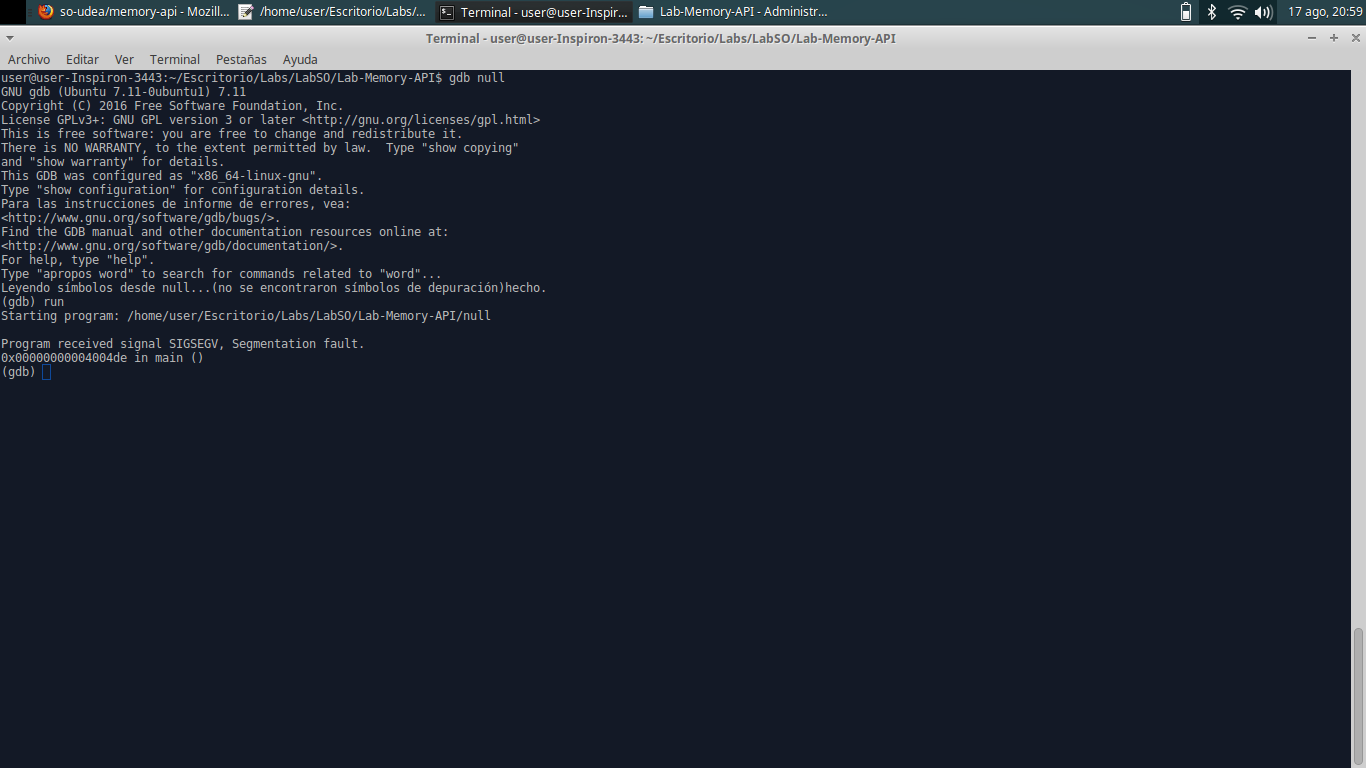 so-udea/memory-api - Mozill...
/home/user/Escritorio/Labs/...
Terminal - user@user-Inspir...
Lab-Memory-API - Administr...
17 ago, 20:59
Terminal - user@user-Inspiron-3443: ~/Escritorio/Labs/LabSO/Lab-Memory-API
Archivo Editar Ver Terminal Pestañas Ayuda
user@user-Inspiron-3443:~/Escritorio/Labs/LabSO/Lab-Memory-API$ gdb null
GNU gdb (Ubuntu 7.11-0ubuntu1) 7.11
Copyright (C) 2016 Free Software Foundation, Inc.
License GPLv3+: GNU GPL version 3 or later <http://gnu.org/licenses/gpl.html>
This is free software: you are free to change and redistribute it.
There is NO WARRANTY, to the extent permitted by law.  Type "show copying"
and "show warranty" for details.
This GDB was configured as "x86_64-linux-gnu".
Type "show configuration" for configuration details.
Para las instrucciones de informe de errores, vea:
<http://www.gnu.org/software/gdb/bugs/>.
Find the GDB manual and other documentation resources online at:
<http://www.gnu.org/software/gdb/documentation/>.
For help, type "help".
Type "apropos word" to search for commands related to "word"...
Leyendo símbolos desde null...(no se encontraron símbolos de depuración)hecho.
(gdb) run
Starting program: /home/user/Escritorio/Labs/LabSO/Lab-Memory-API/null
Program received signal SIGSEGV, Segmentation fault.
0x00000000004004de in main ()
(gdb)